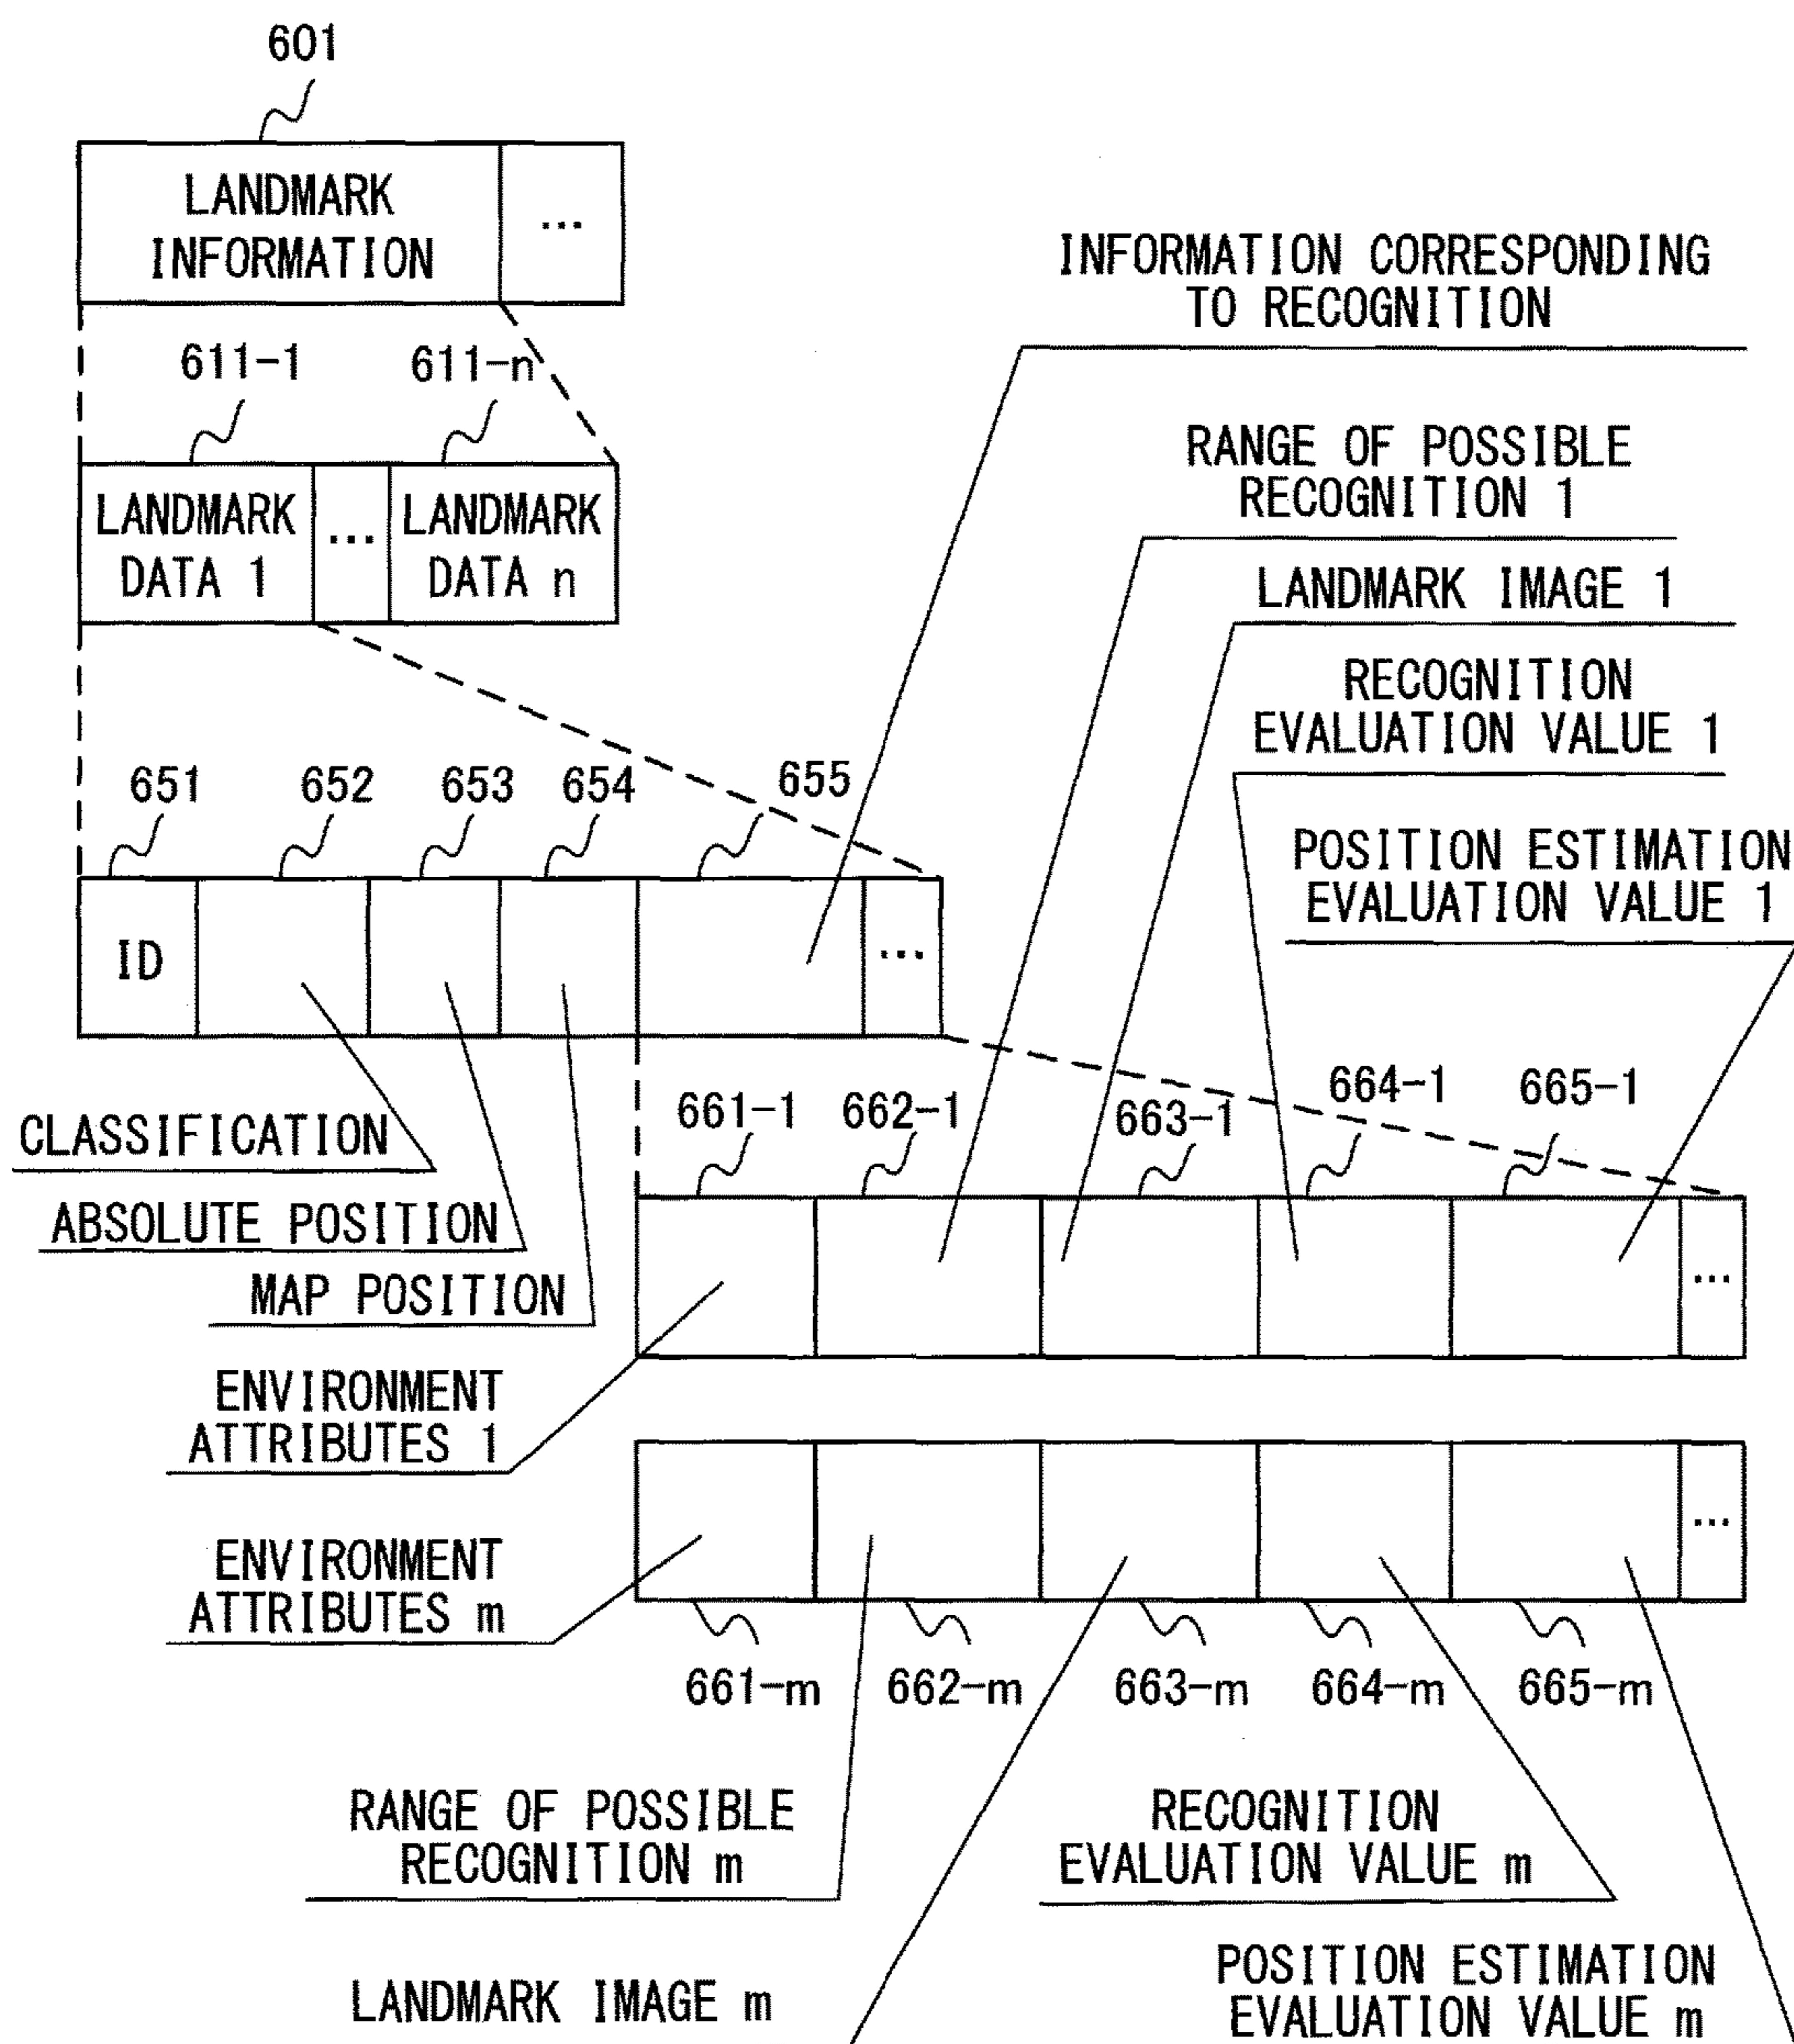 601
LANDMARK
INFORMATION
...
INFORMATION CORRESPONDING
TO RECOGNITION
611-1
611-n
LANDMARK
DATA 1
...
LANDMARK
DATA n
RANGE OF POSSIBLE
RECOGNITION 1
LANDMARK IMAGE 1
RECOGNITION
EVALUATION VALUE 1
POSITION ESTIMATION
EVALUATION VALUE 1
651
652
653
654
655
ID
...
CLASSIFICATION
ABSOLUTE POSITION
MAP POSITION
661-1
662-1
663-1
664-1
665-1
...
ENVIRONMENT
ATTRIBUTES 1
ENVIRONMENT
ATTRIBUTES m
...
661-m
662-m
663-m
664-m
665-m
RANGE OF POSSIBLE
RECOGNITION m
RECOGNITION
EVALUATION VALUE m
LANDMARK IMAGE m
POSITION ESTIMATION
EVALUATION VALUE m